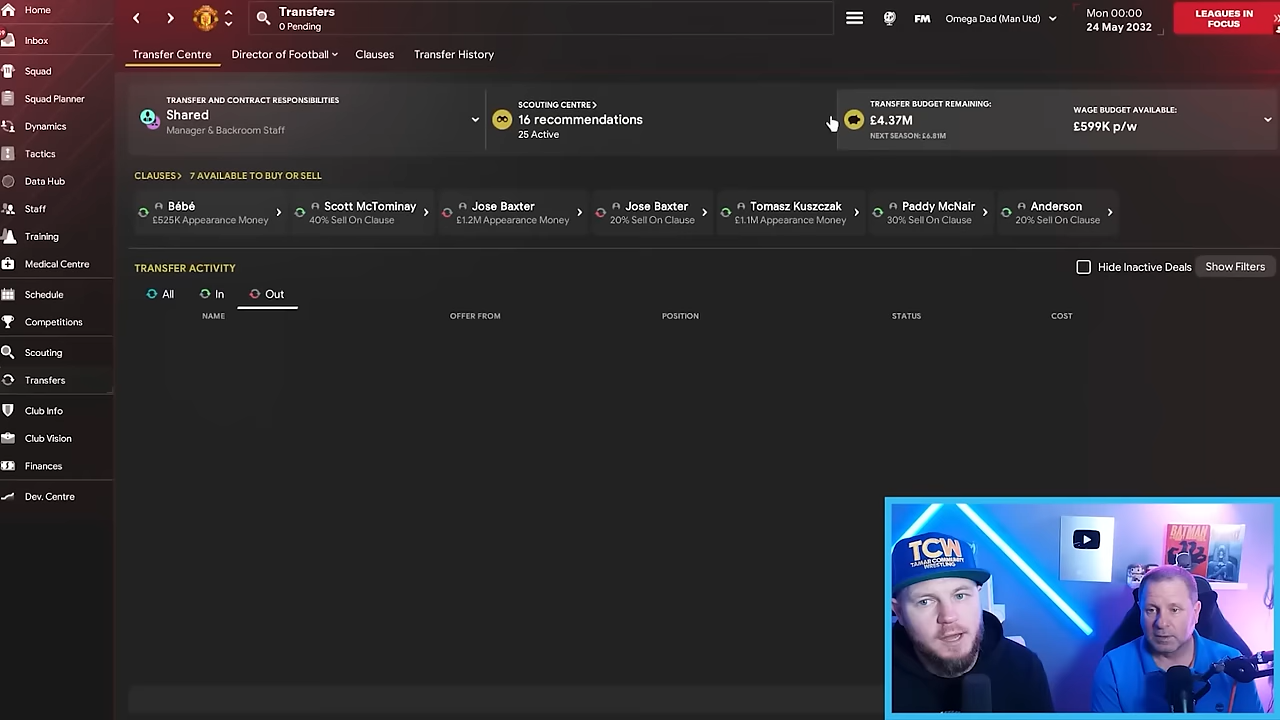 Home
Inbox
Squad
Squad Planner
Dynamics
Tactics
Data Hub
Staff
Training
Medical Centre
Schedule
Competitions
Scouting
Transfers
Club Info
Club Vision
Finances
Dev. Centre
Transfers
0 Pending
FM
Omega Dad (Man Utd)
Mon 00:00
24 May 2032
LEAGUES IN
FOCUS
Transfer Centre
Director of Football
Clauses
Transfer History
TRANSFER AND CONTRACT RESPONSIBILITIES
Shared
Manager & Backroom Staff
SCOUTING CENTRE >
16 recommendations
25 Active
TRANSFER BUDGET REMAINING:
£4.37M
NEXT SEASON: £6.81M
WAGE BUDGET AVAILABLE:
£599K p/w
CLAUSES > 7 AVAILABLE TO BUY OR SELL
Bébé
£525K Appearance Money
Scott McTominay
40% Sell On Clause
Jose Baxter
£1.2M Appearance Money
Jose Baxter
20% Sell On Clause
Tomasz Kuszczak
£1.1M Appearance Money
Paddy McNair
30% Sell On Clause
Anderson
20% Sell On Clause
TRANSFER ACTIVITY
Hide Inactive Deals
Show Filters
All
In
Out
NAME
OFFER FROM
POSITION
STATUS
COST
TCW
TAMAR COMMUNITY
WRESTLING
BATMAN